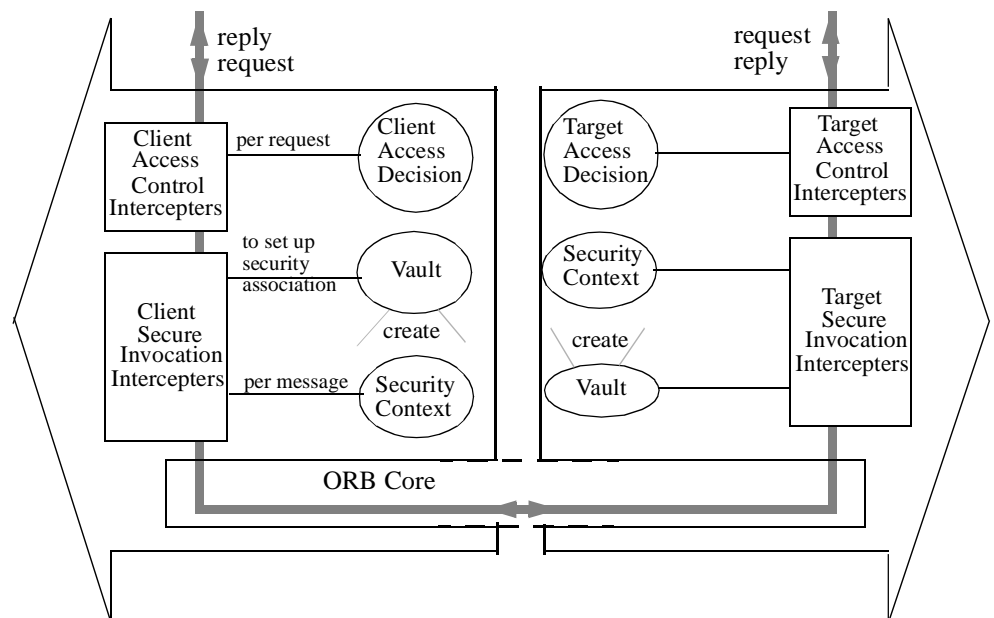 reply
request
request
reply
Client
Access
Control
Intercepters
per request
Client
Access
Decision
Target
Access
Decision
Target
Access
Control
Intercepters
to set up
security
association
Vault
create
Security
Context
create
Vault
Client
Secure
Invocation
Intercepters
per message
Security
Context
Target
Secure
Invocation
Intercepters
ORB Core